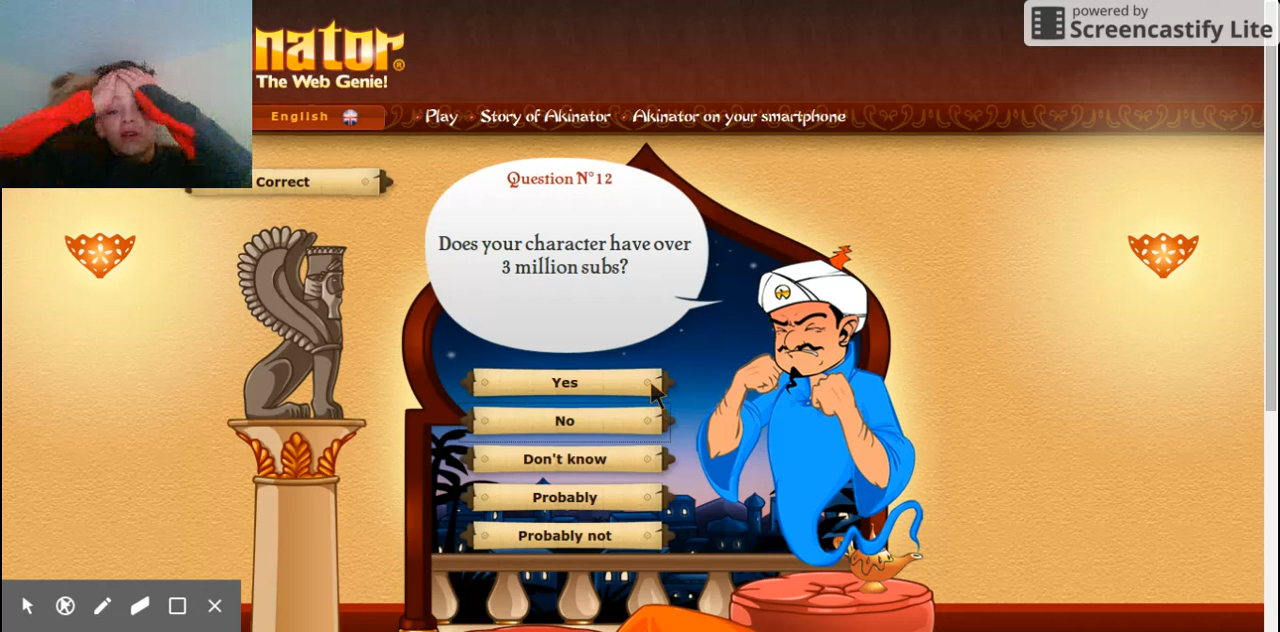 powered by
Screencastify Lite
nator®
The Web Genie!
English
Play
Story of Akinator
Akinator on your smartphone
Correct
Question N°12
Does your character have over
3 million subs?
Yes
No
Don't know
Probably
Probably not